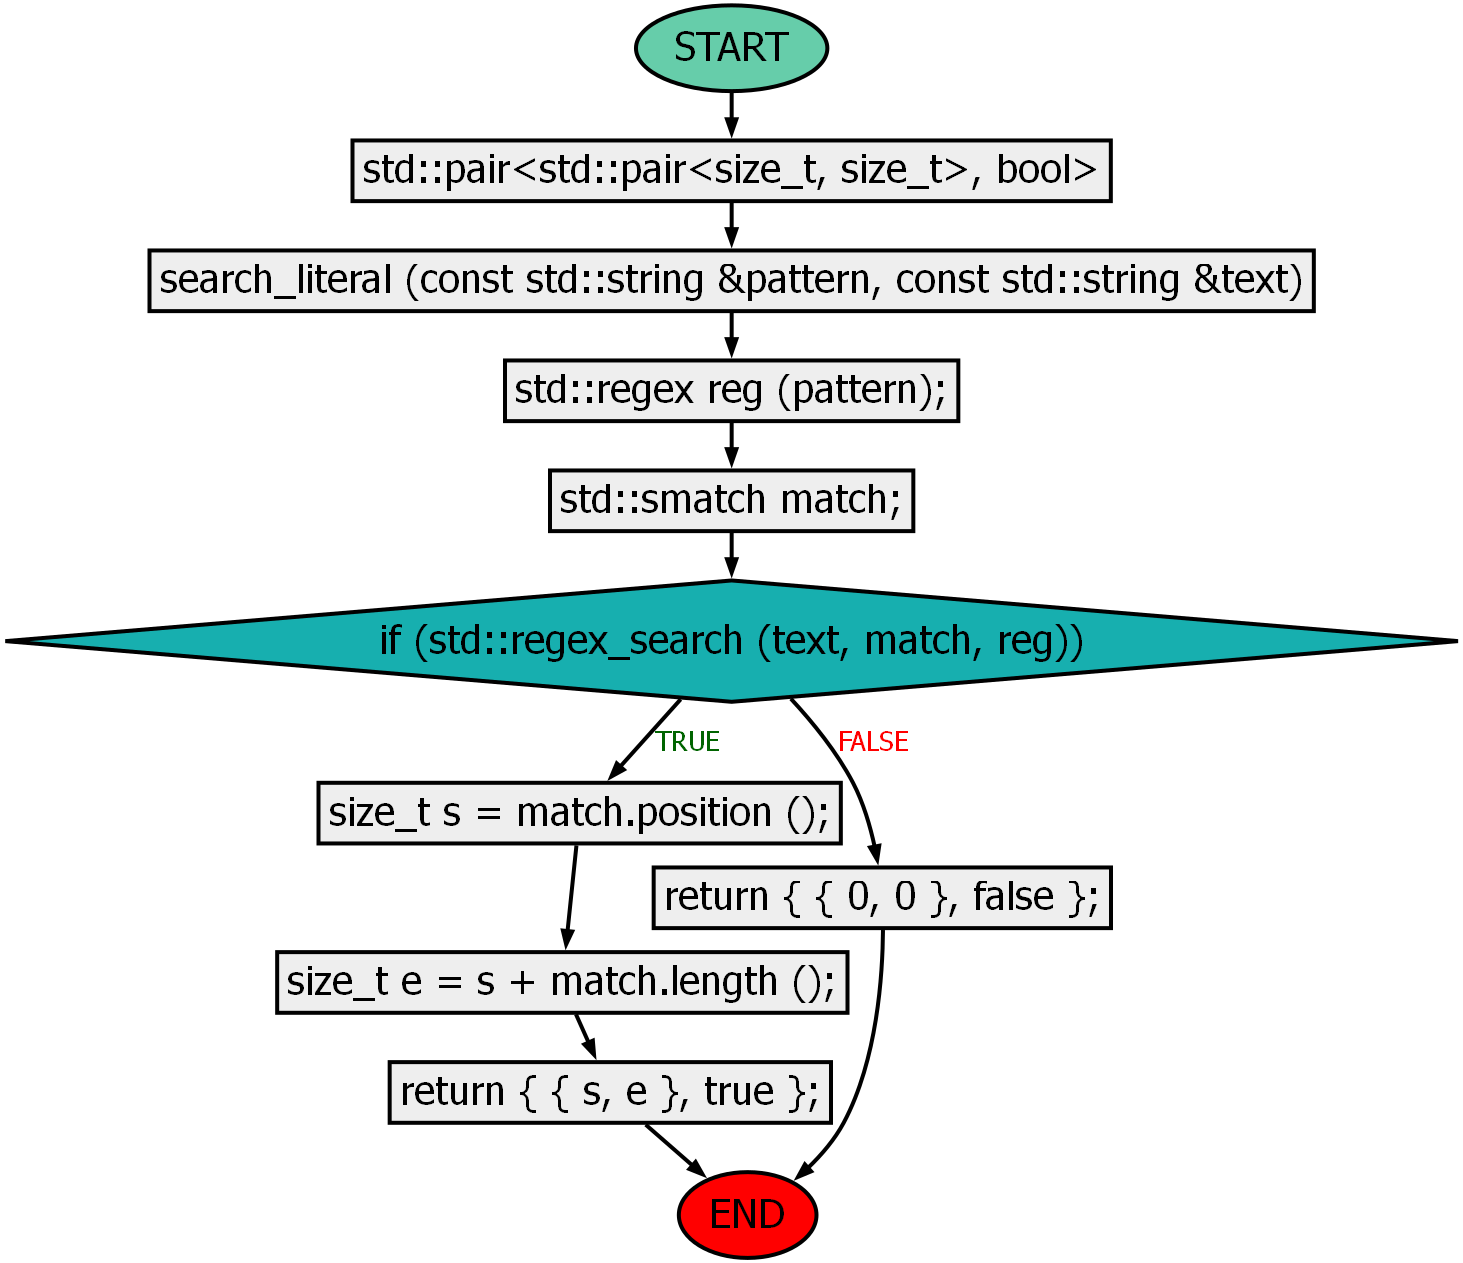 START
std::pair<std::pair<size_t, size_t>, bool>
search_literal (const std::string &pattern, const std::string &text)
std::regex reg (pattern);
std::smatch match;
if (std::regex_search (text, match, reg))
TRUE
FALSE
size_t s = match.position ();
return { { 0, 0 }, false };
size_t e = s + match.length ();
return { { s, e }, true };
END